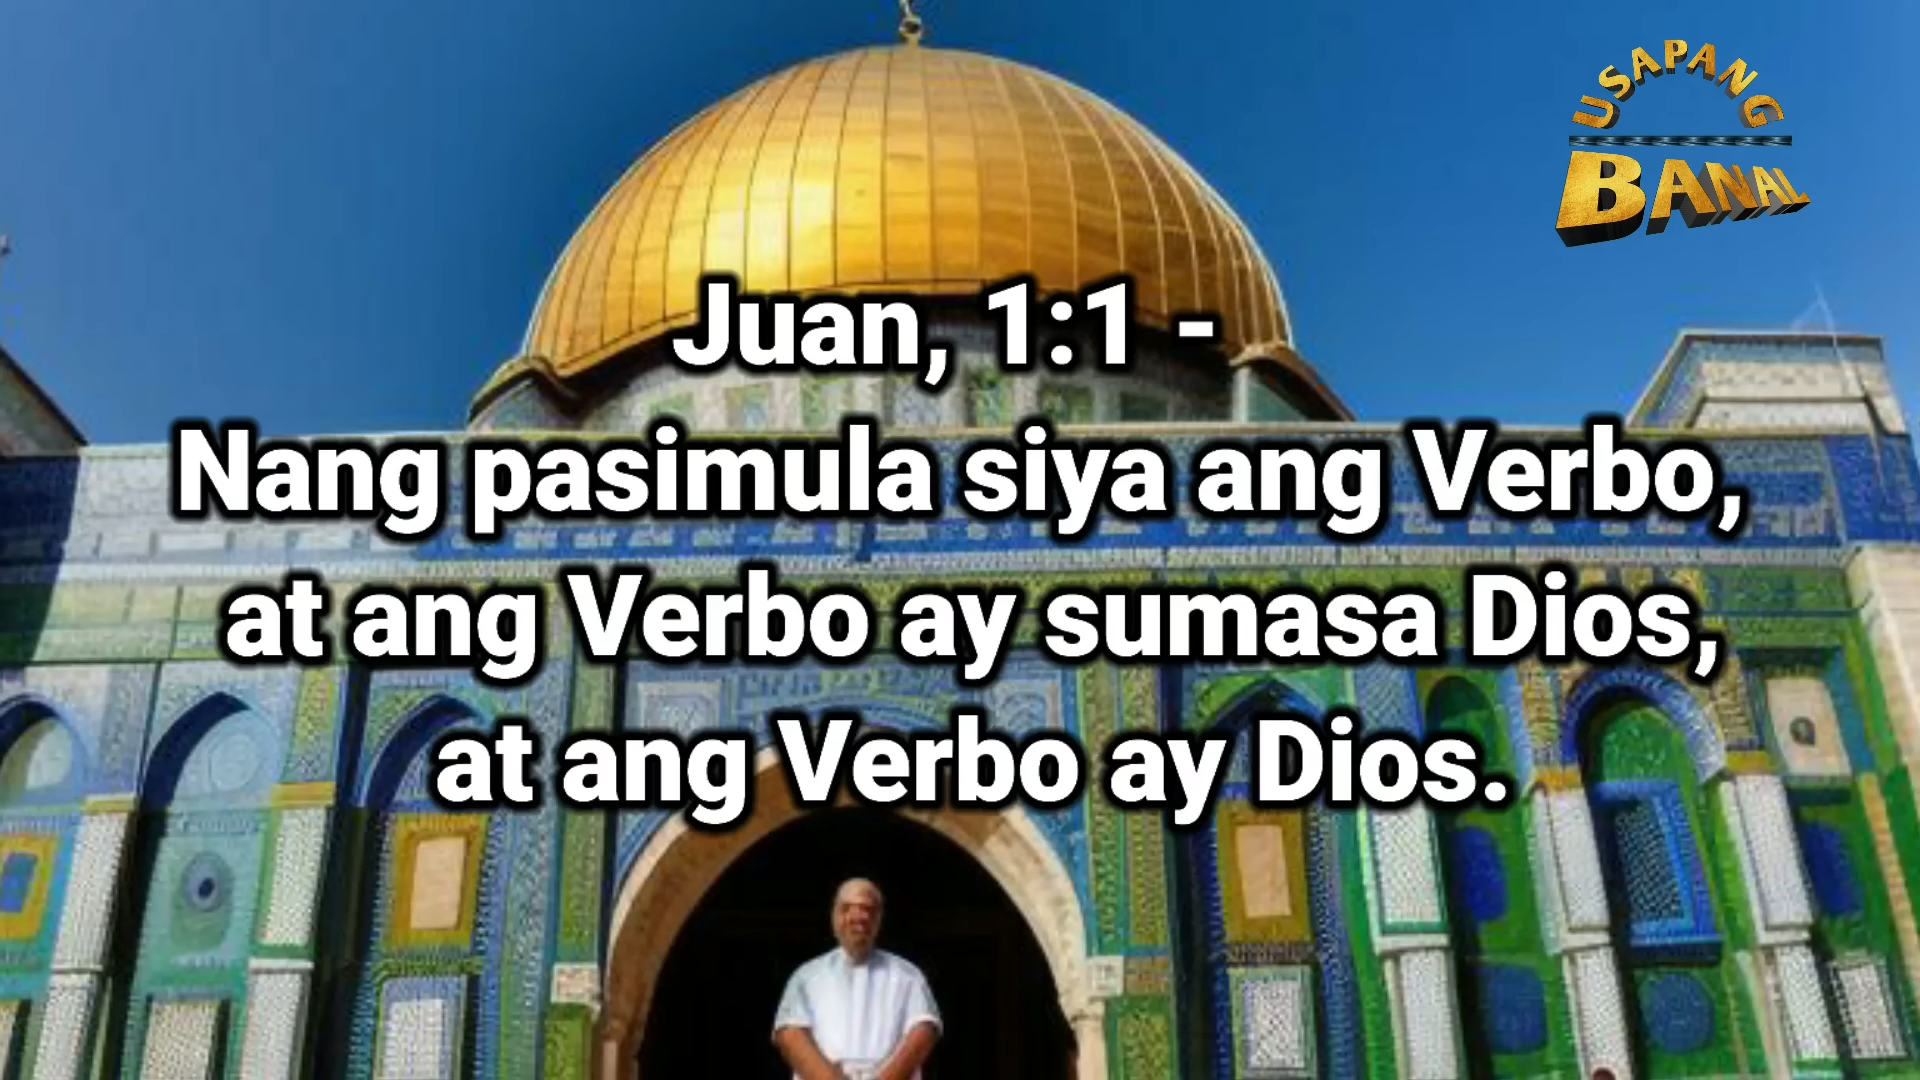 USAPANG
BANAL
Juan, 1:1 -
Nang pasimula siya ang Verbo,
at ang Verbo ay sumasa Dios,
at ang Verbo ay Dios.